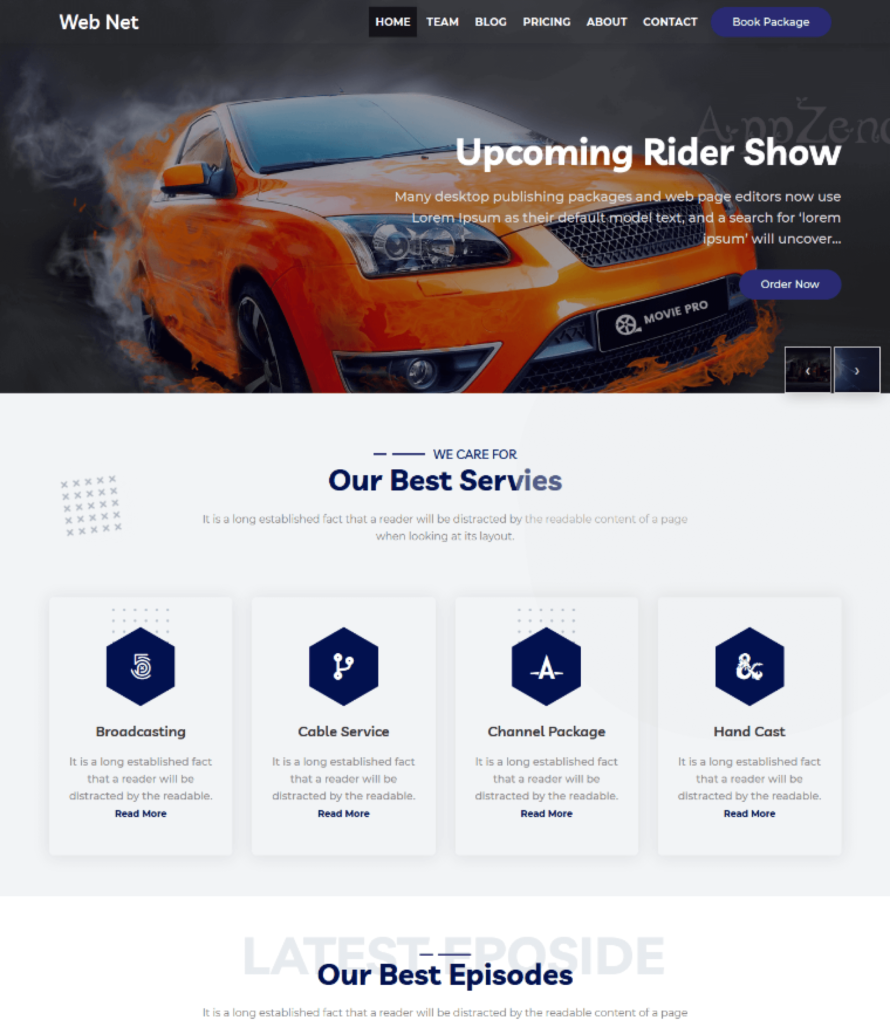 Web Net
HOME TEAM BLOG PRICING ABOUT CONTACT Book Package
Upcoming Rider Show
Many desktop publishing packages and web page editors now use
Lorem Ipsum as their default model text, and a search for 'lorem
ipsum' will uncover...
Order Now
MOVIE PRO
WE CARE FOR
Our Best Servies
It is a long established fact that a reader will be distracted by the readable content of a page
when looking at its layout.
Broadcasting
It is a long established fact
that a reader will be
distracted by the readable.
Read More
Cable Service
It is a long established fact
that a reader will be
distracted by the readable.
Read More
Channel Package
It is a long established fact
that a reader will be
distracted by the readable.
Read More
Hand Cast
It is a long established fact
that a reader will be
distracted by the readable.
Read More
LATEST EPOSIDE
Our Best Episodes
It is a long established fact that a reader will be distracted by the readable content of a page